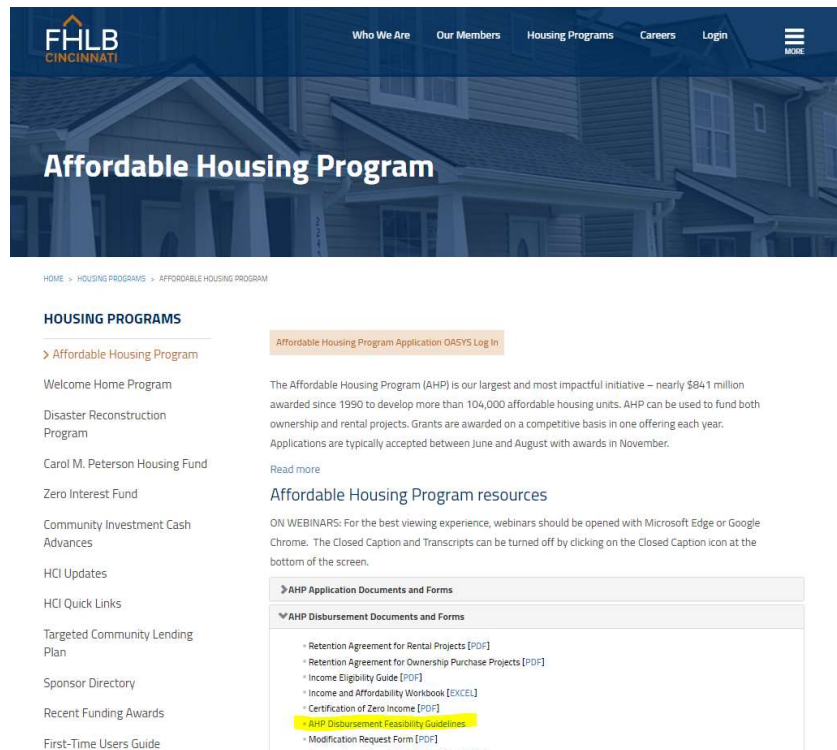 FHLB
CINCINNATI
Who We Are Our Members Housing Programs Careers Login
MORE
Affordable Housing Program
HOME > HOUSING PROGRAMS > AFFORDABLE HOUSING PROGRAM
HOUSING PROGRAMS
> Affordable Housing Program
Welcome Home Program
Disaster Reconstruction
Program
Carol M. Peterson Housing Fund
Zero Interest Fund
Community Investment Cash
Advances
HCI Updates
HCI Quick Links
Targeted Community Lending
Plan
Sponsor Directory
Recent Funding Awards
First-Time Users Guide
Affordable Housing Program Application OASYS Log In
The Affordable Housing Program (AHP) is our largest and most impactful initiative – nearly $841 million
awarded since 1990 to develop more than 104,000 affordable housing units. AHP can be used to fund both
ownership and rental projects. Grants are awarded on a competitive basis in one offering each year.
Applications are typically accepted between June and August with awards in November.
Read more
Affordable Housing Program resources
ON WEBINARS: For the best viewing experience, webinars should be opened with Microsoft Edge or Google
Chrome. The Closed Caption and Transcripts can be turned off by clicking on the Closed Caption icon at the
bottom of the screen.
AHP Application Documents and Forms
AHP Disbursement Documents and Forms
Retention Agreement for Rental Projects [PDF]
Retention Agreement for Ownership Purchase Projects [PDF]
Income Eligibility Guide [PDF]
Income and Affordability Workbook [EXCEL]
Certification of Zero Income [PDF]
AHP Disbursement Feasibility Guidelines
Modification Request Form [PDF]